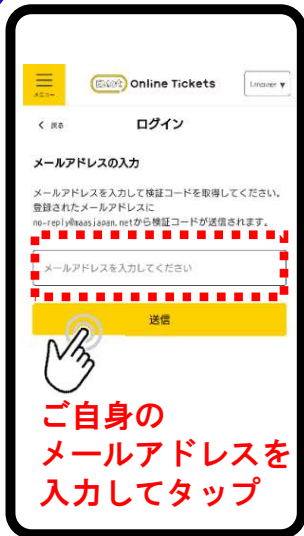 メニュー
Online Tickets
Language ▼
< 戻る
ログイン
メールアドレスの入力
メールアドレスを入力して検証コードを取得してください。
登録されたメールアドレスに
no-reply@maasjapan.netから検証コードが送信されます。
メールアドレスを入力してください
送信
ご自身の
メールアドレスを
入力してタップ